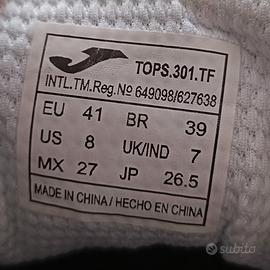 TOPS.301.TF
INTL.TM.Reg.Nº 649098/627638
EU 41 BR 39
US 8 UK/IND 7
MX 27 JP 26.5
MADE IN CHINA / HECHO EN CHINA
subito